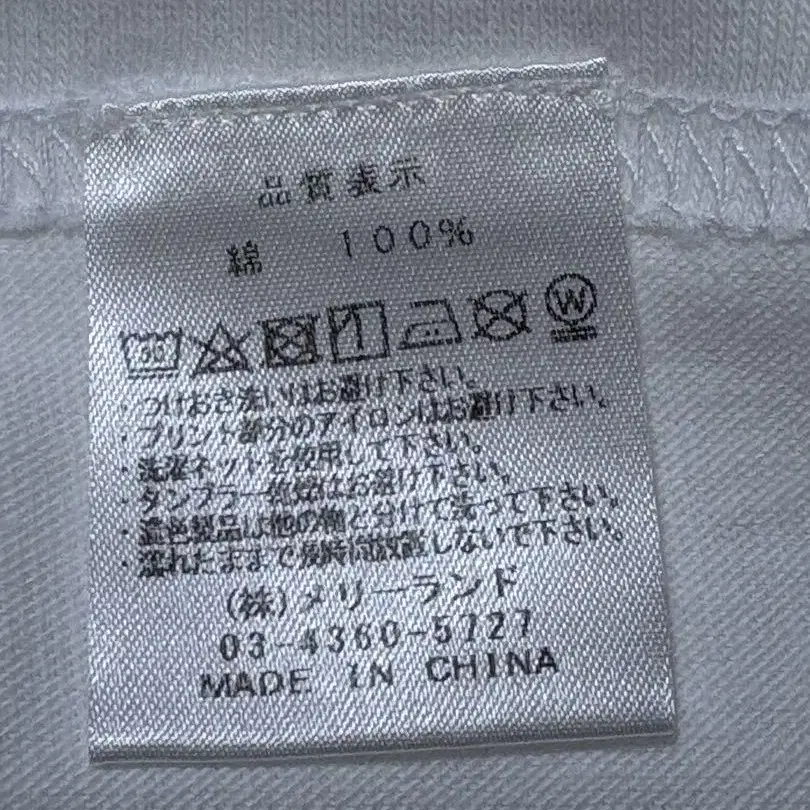 品質表示
綿 100%
30 W
・つけおき洗いはお避け下さい。
・プリント部分のアイロンはお避け下さい。
・洗濯ネットを使用して下さい。
・タンブラー乾燥はお避け下さい。
・濃色製品は他の物と分けて洗って下さい。
・濡れたままで長時間放置しないで下さい。
(株)メリーランド
03-4360-5727
MADE IN CHINA